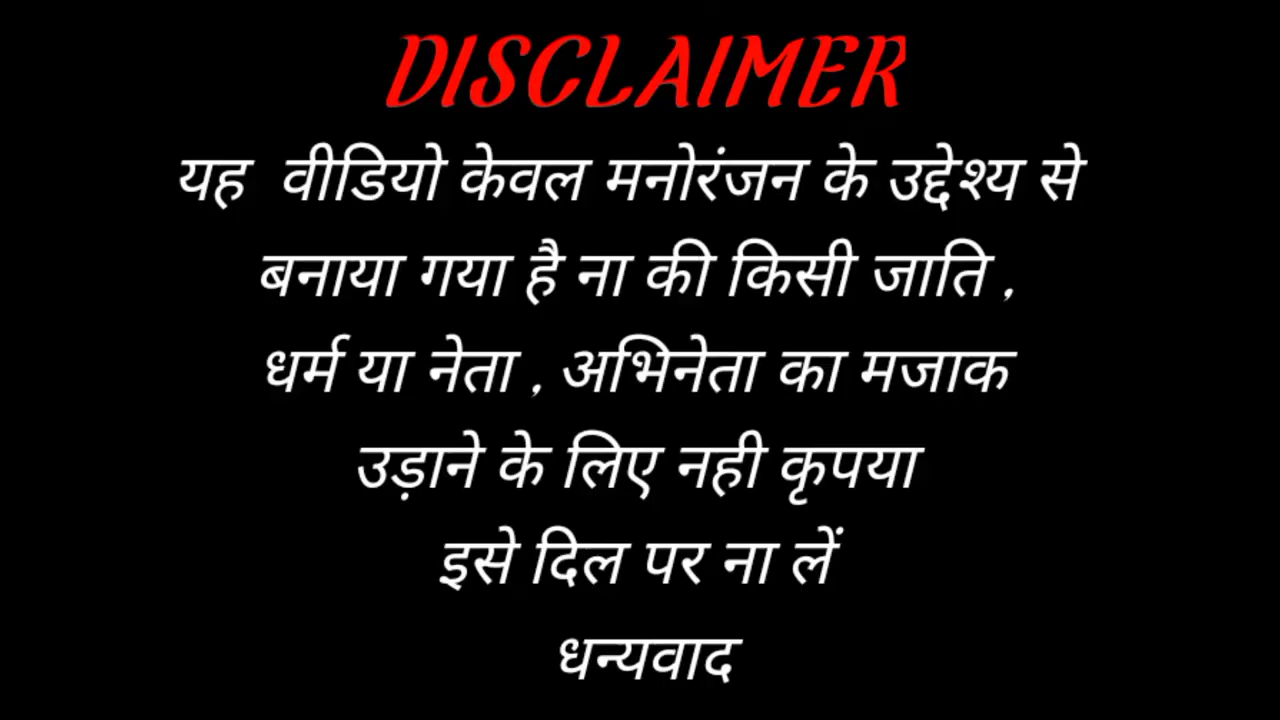 DISCLAIMER
यह वीडियो केवल मनोरंजन के उद्देश्य से
बनाया गया है ना की किसी जाति ,
धर्म या नेता , अभिनेता का मजाक
उड़ाने के लिए नही कृपया
इसे दिल पर ना लें
धन्यवाद